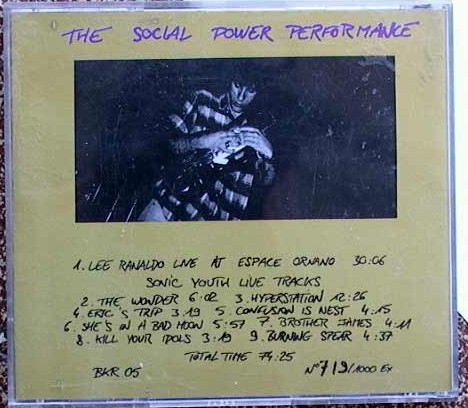 THE SOCIAL POWER PERFORMANCE
1. LEE RANALDO LIVE AT ESPACE ORNANO 30:06
SONIC YOUTH LIVE TRACKS
2. THE WONDER 6:02 3. HYPERSTATION 12:26
4. ERIC'S TRIP 3.19 5. CONFUSION IS NEST 4:15
6. SHE'S IN A BAD MOON 5:57 7. BROTHER JAMES 4:11
8. KILL YOUR IDOLS 3:19 9. BURNING SPEAR 4:37
TOTAL TIME 74:25
BKR 05 N° 719/1000 EX